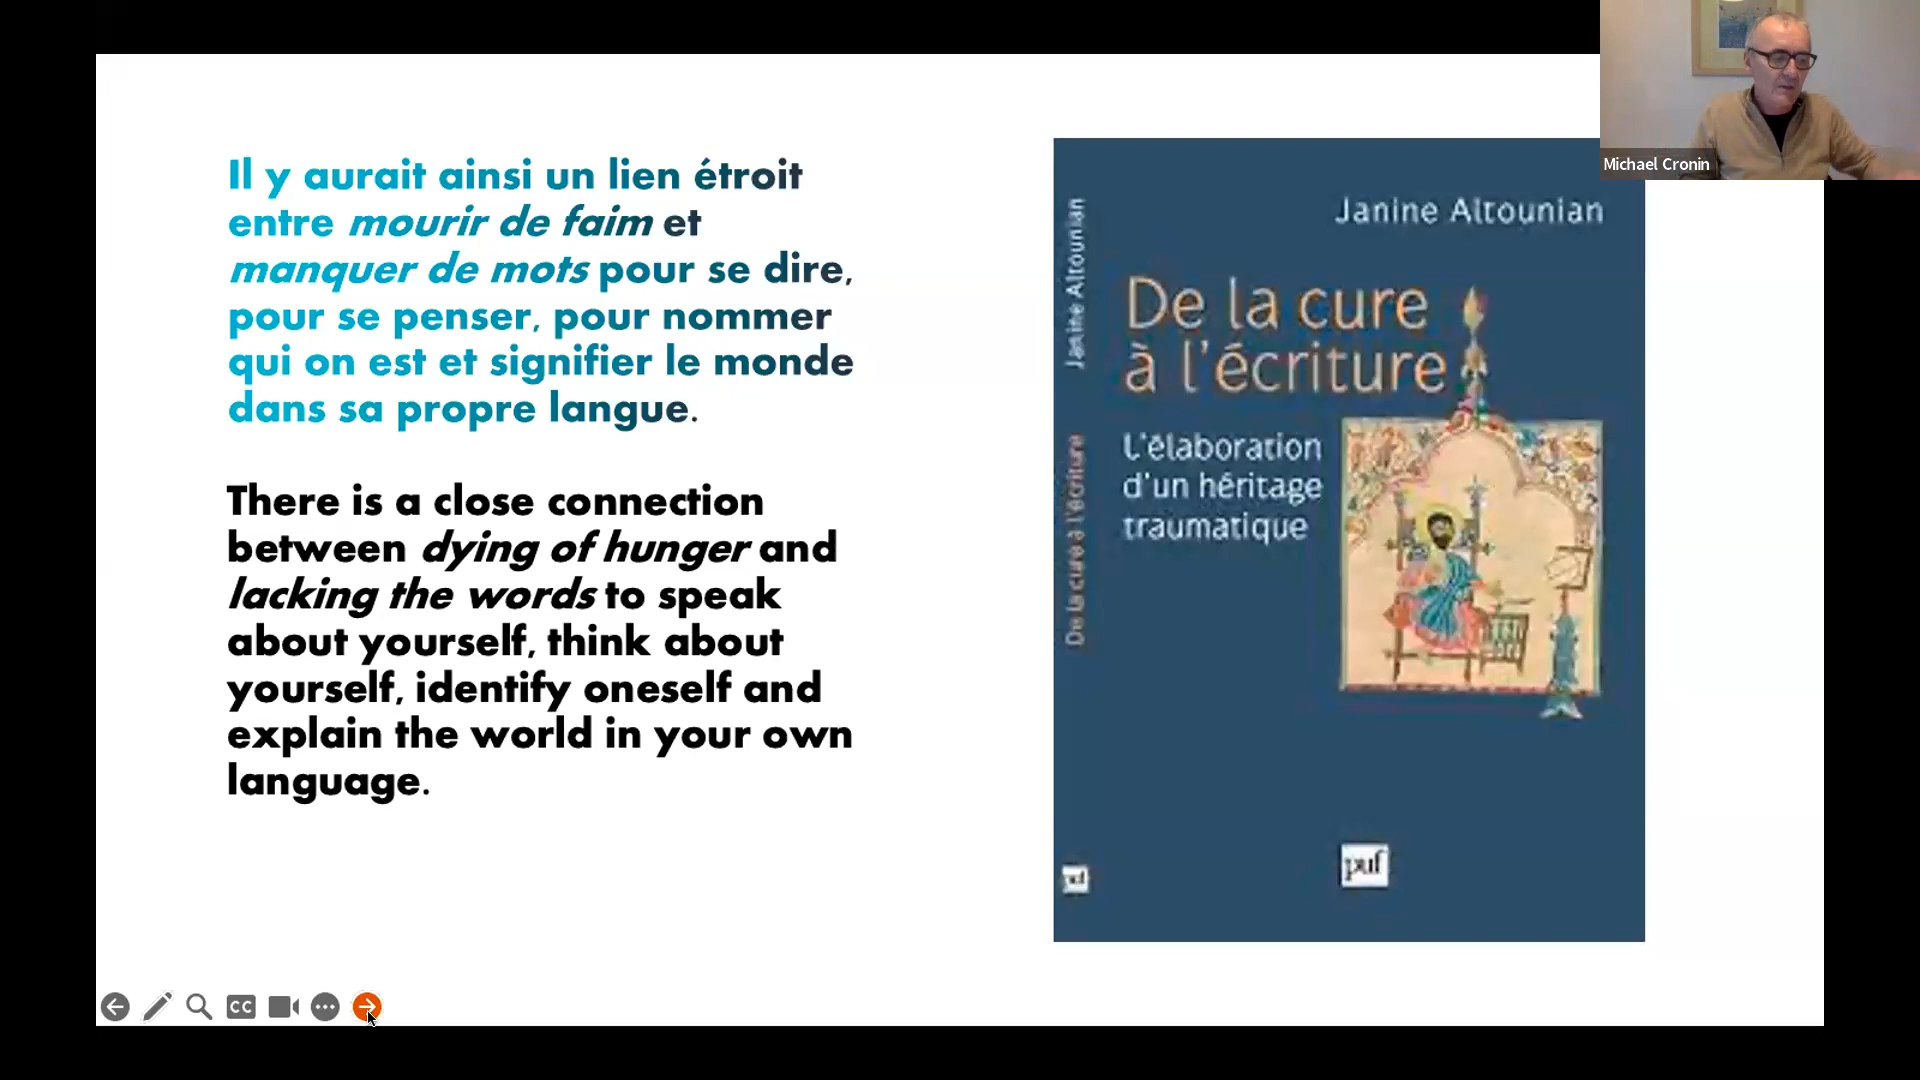 Il y aurait ainsi un lien étroit
entre mourir de faim et
manquer de mots pour se dire,
pour se penser, pour nommer
qui on est et signifier le monde
dans sa propre langue.
There is a close connection
between dying of hunger and
lacking the words to speak
about yourself, think about
yourself, identify oneself and
explain the world in your own
language.
Janine Altounian
De la cure à l'écriture
Janine Altounian
De la cure
à l'écriture
L'élaboration
d'un héritage
traumatique
puf
Michael Cronin
CC